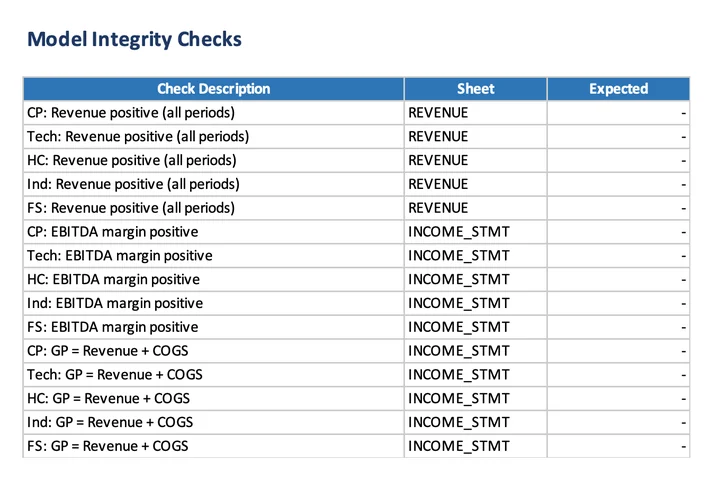 Model Integrity Checks
Check Description Sheet Expected
CP: Revenue positive (all periods) REVENUE -
Tech: Revenue positive (all periods) REVENUE -
HC: Revenue positive (all periods) REVENUE -
Ind: Revenue positive (all periods) REVENUE -
FS: Revenue positive (all periods) REVENUE -
CP: EBITDA margin positive INCOME_STMT -
Tech: EBITDA margin positive INCOME_STMT -
HC: EBITDA margin positive INCOME_STMT -
Ind: EBITDA margin positive INCOME_STMT -
FS: EBITDA margin positive INCOME_STMT -
CP: GP = Revenue + COGS INCOME_STMT -
Tech: GP = Revenue + COGS INCOME_STMT -
HC: GP = Revenue + COGS INCOME_STMT -
Ind: GP = Revenue + COGS INCOME_STMT -
FS: GP = Revenue + COGS INCOME_STMT -